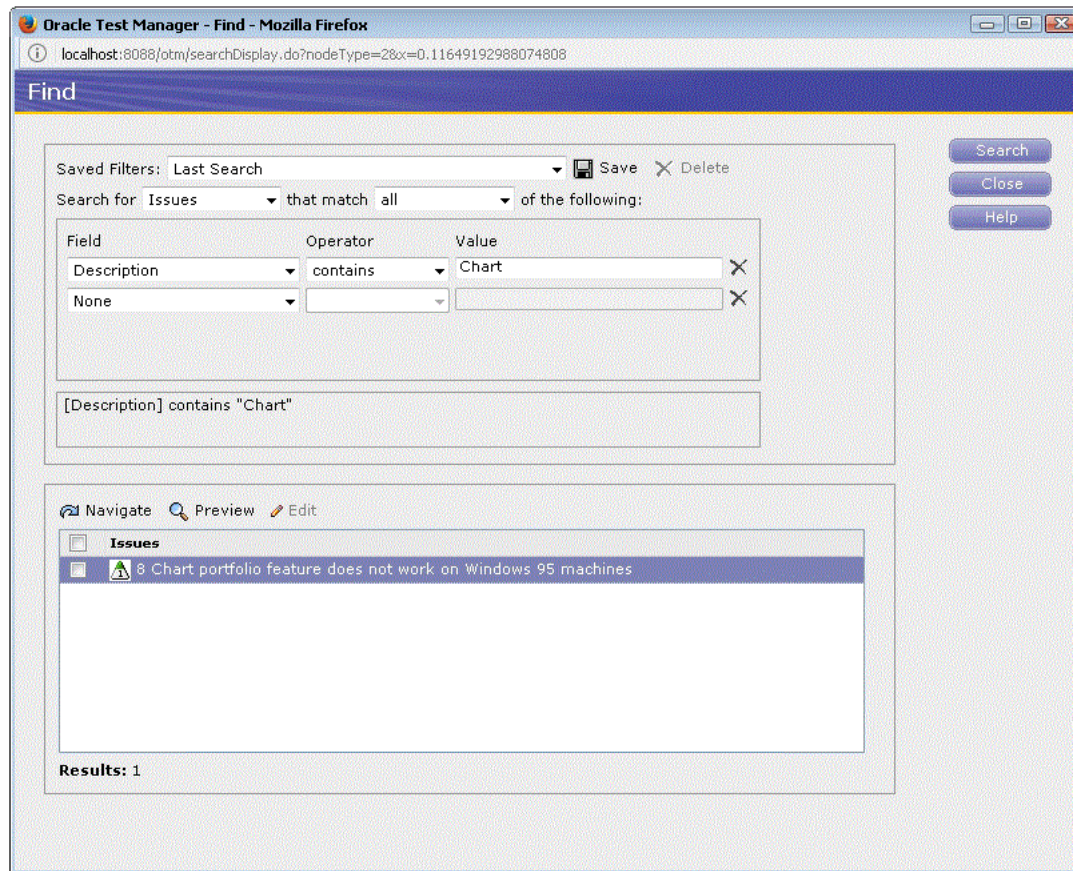 Oracle Test Manager - Find - Mozilla Firefox
localhost:8088/otm/searchDisplay.do?nodeType=2&x=0.11649192988074808
Find
Saved Filters: Last Search Save Delete
Search
Search for Issues that match all of the following:
Close
Help
Field Operator Value
Description contains Chart
None
[Description] contains "Chart"
Navigate Preview Edit
Issues
1 8 Chart portfolio feature does not work on Windows 95 machines
Results: 1